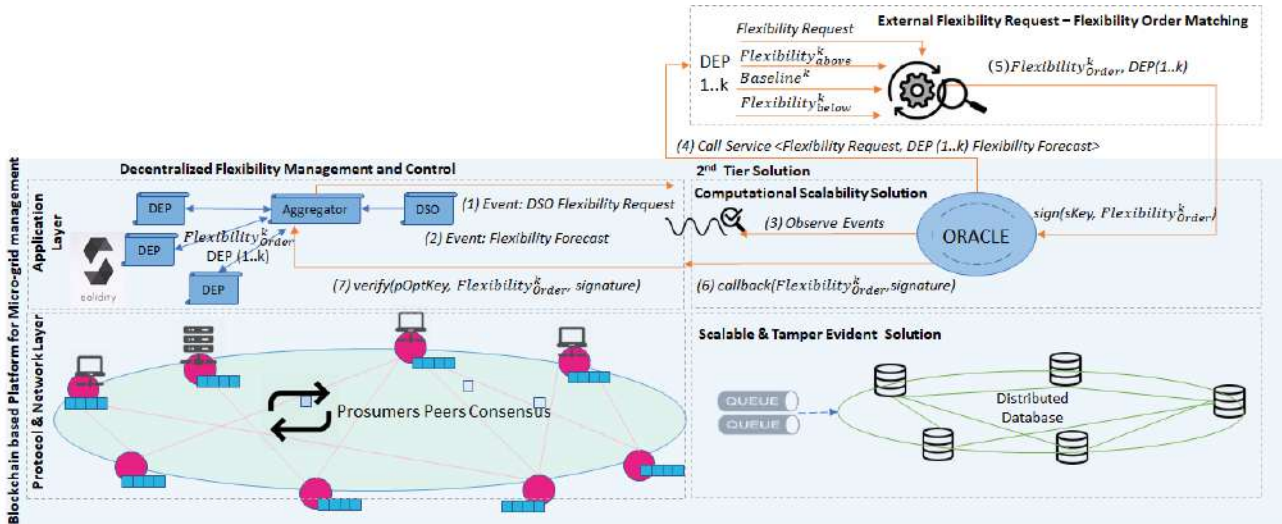 External Flexibility Request – Flexibility Order Matching
Flexibility Request
DEP
1..k
Flexibility^k_above
Baseline^k
Flexibility^k_below
(5)Flexibility^k_Order, DEP(1..k)
(4) Call Service <Flexibility Request, DEP (1..k) Flexibility Forecast>
Blockchain based Platform for Micro-grid management
Application
Layer
Decentralized Flexibility Management and Control
DEP
Aggregator
DSO
(1) Event: DSO Flexibility Request
(2) Event: Flexibility Forecast
Flexibility^k_Order
DEP (1..k)
DEP
DEP
solidity
(7) verify(pOptKey, Flexibility^k_Order, signature)
2nd Tier Solution
Computational Scalability Solution
(3) Observe Events
ORACLE
sign(sKey, Flexibility^k_Order)
(6) callback(Flexibility^k_Order,signature)
Protocol & Network Layer
Prosumers Peers Consensus
Scalable & Tamper Evident Solution
QUEUE
QUEUE
Distributed
Database